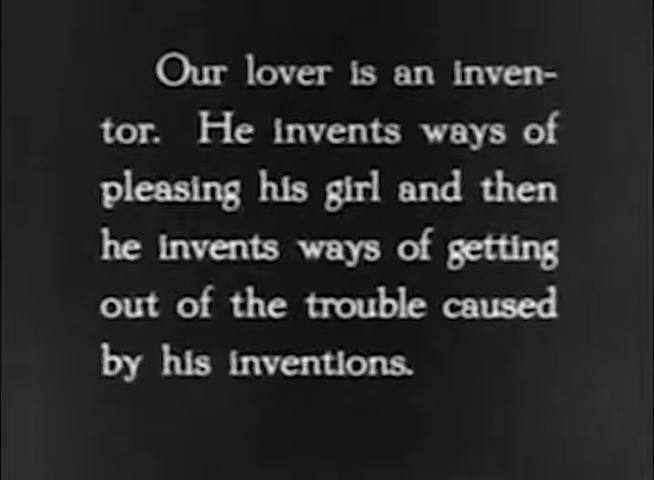 Our lover is an inven-
tor. He invents ways of
pleasing his girl and then
he invents ways of getting
out of the trouble caused
by his inventions.